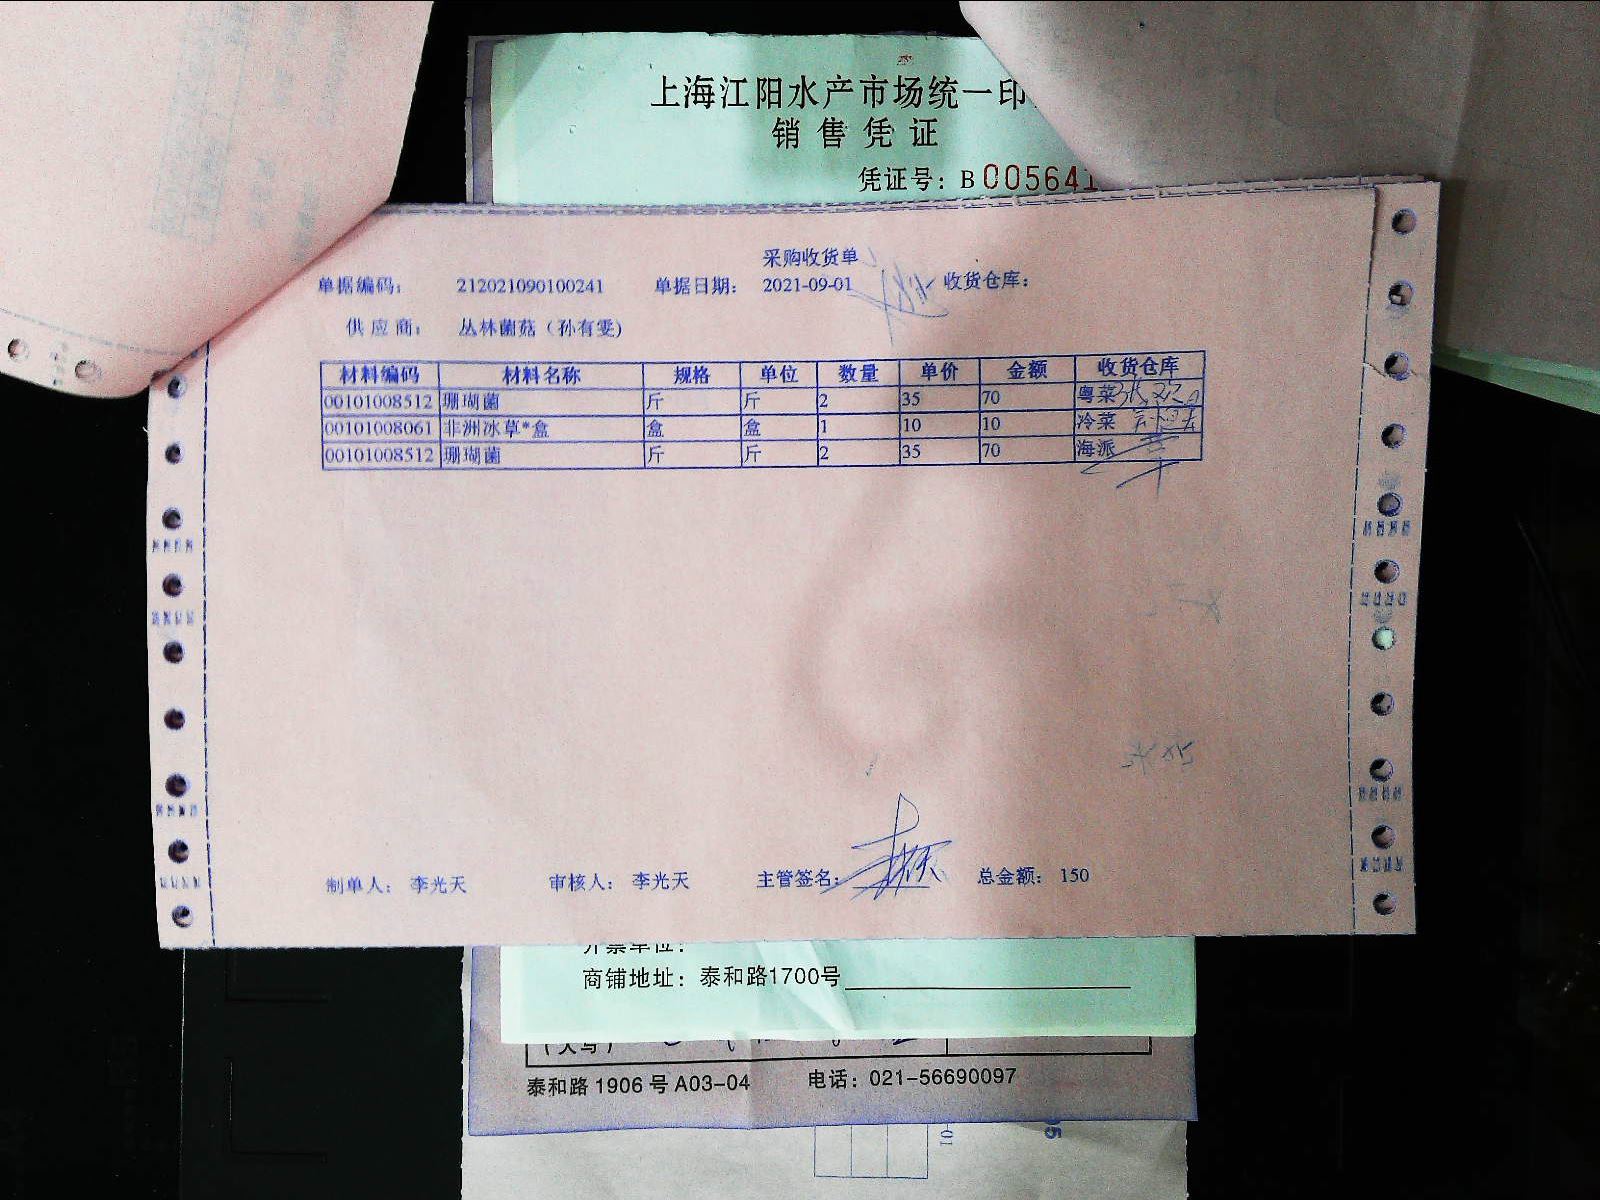 上海江阳水产市场统一印
销售凭证
凭证号：B005641
采购收货单
单据编码： 212021090100241 单据日期： 2021-09-01 收货仓库：
供应商： 丛林菌菇（孙有雯)
材料编码 材料名称 规格 单位 数量 单价 金额 收货仓库
00101008512 珊瑚菌 斤 斤 2 35 70 粤菜
00101008061 非洲冰草*盒 盒 盒 1 10 10 冷菜
00101008512 珊瑚菌 斤 斤 2 35 70 海派
制单人： 李光天 审核人： 李光天 主管签名： 总金额： 150
开票单位：
商铺地址：泰和路1700号
（大写）
泰和路1906号A03-04 电话：021-56690097